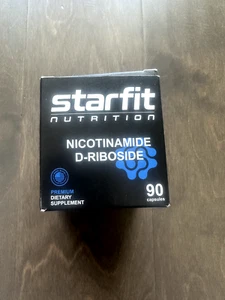 starfit
NUTRITION
NICOTINAMIDE
D-RIBOSIDE
PREMIUM
DIETARY
SUPPLEMENT
90
capsules